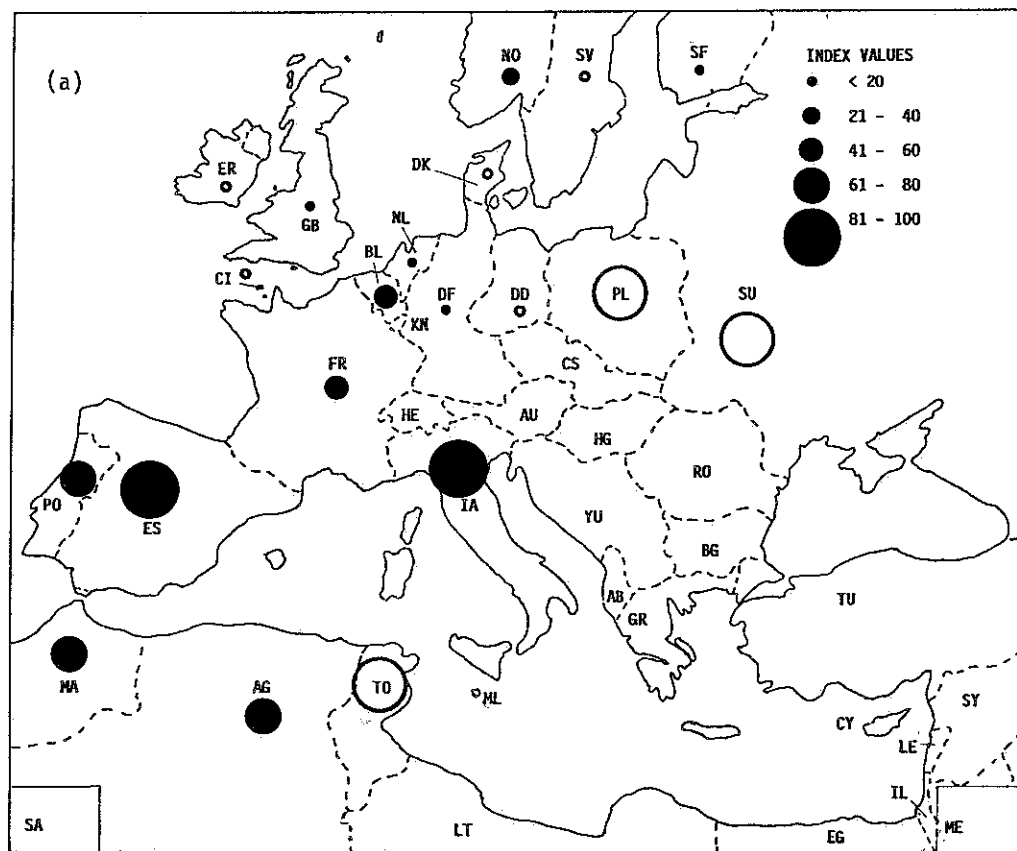 (a)
NO
SV
SF
INDEX VALUES
< 20
21 - 40
41 - 60
61 - 80
81 - 100
ER
DK
GB
NL
BL
CI
KM
DF
DD
PL
SU
CS
FR
HE
AU
HG
RO
PO
ES
IA
YU
BG
AB
GR
TU
MA
AG
TO
ML
CY
SY
LE
IL
SA
LT
EG
ME